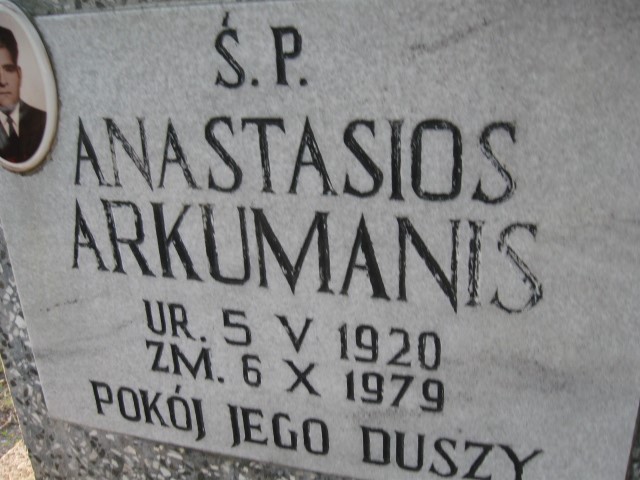 Ś.P.
ANASTASIOS
ARKUMANIS
UR. 5 V 1920
ZM. 6 X 1979
POKÓJ JEGO DUSZY